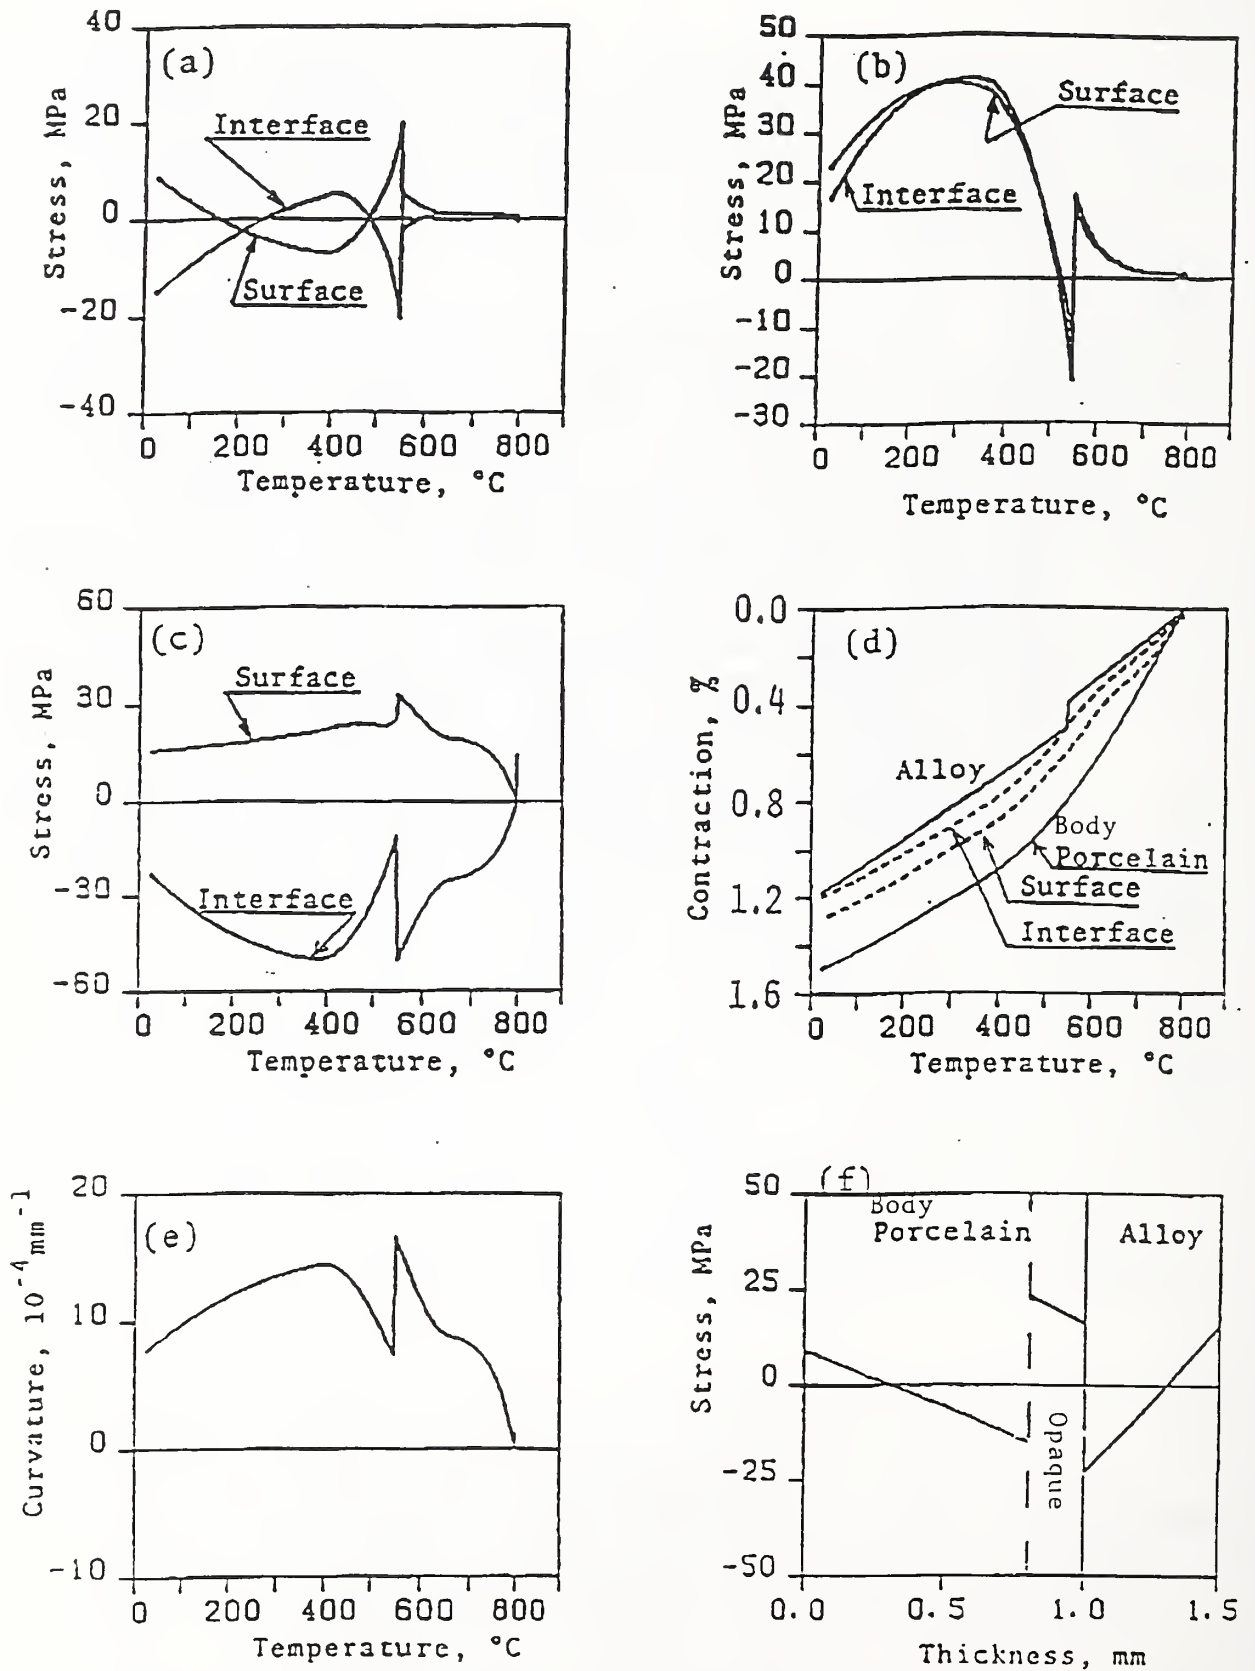 (a)
Stress, MPa
40
20
0
-20
-40
Interface
Surface
0 200 400 600 800
Temperature, °C
(b)
Stress, MPa
50
40
30
20
10
0
-10
-20
-30
Surface
Interface
0 200 400 600 800
Temperature, °C
(c)
Stress, MPa
60
30
0
-30
-60
Surface
Interface
0 200 400 600 800
Temperature, °C
(d)
Contraction, %
0.0
0.4
0.8
1.2
1.6
Alloy
Body
Porcelain
Surface
Interface
0 200 400 600 800
Temperature, °C
(e)
Curvature, 10⁻⁴ mm⁻¹
20
10
0
-10
0 200 400 600 800
Temperature, °C
(f)
Stress, MPa
50
25
0
-25
-50
Body
Porcelain
Alloy
Opaque
0.0 0.5 1.0 1.5
Thickness, mm